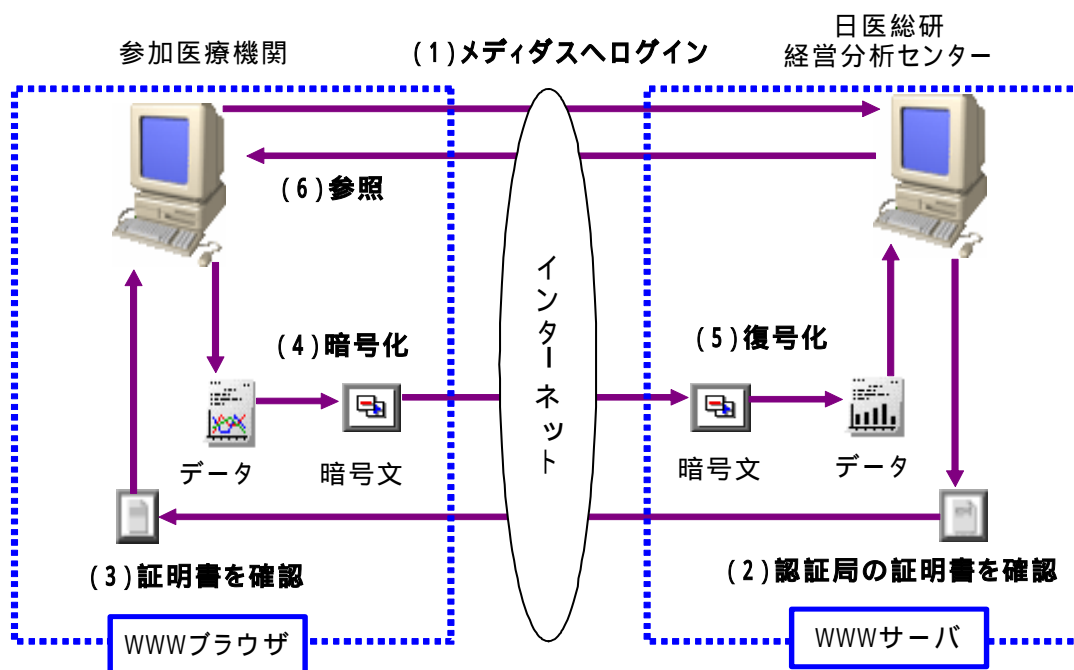 参加医療機関
(1)メディダスへログイン
日医総研
経営分析センター
(6)参照
インターネット
(4)暗号化
(5)復号化
データ
暗号文
暗号文
データ
(3)証明書を確認
(2)認証局の証明書を確認
WWWブラウザ
WWWサーバ